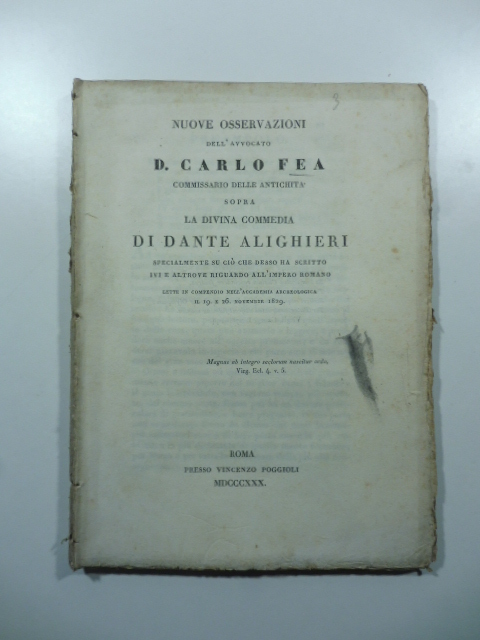 NUOVE OSSERVAZIONI
DELL'AVVOCATO
D. CARLO FEA
COMMISSARIO DELLE ANTICHITA'
SOPRA
LA DIVINA COMMEDIA
DI DANTE ALIGHIERI
SPECIALMENTE SU CIÒ CHE DESSO HA SCRITTO
IVI E ALTROVE RIGUARDO ALL'IMPERO ROMANO
LETTE IN COMPENDIO NELL'ACCADEMIA ARCHEOLOGICA
IL 19. E 26. NOVEMBRE 1829.
Magnus ab integro seclorum nascitur ordo.
Virg. Ecl. 4. v. 5.
ROMA
PRESSO VINCENZO POGGIOLI
MDCCCXXX.